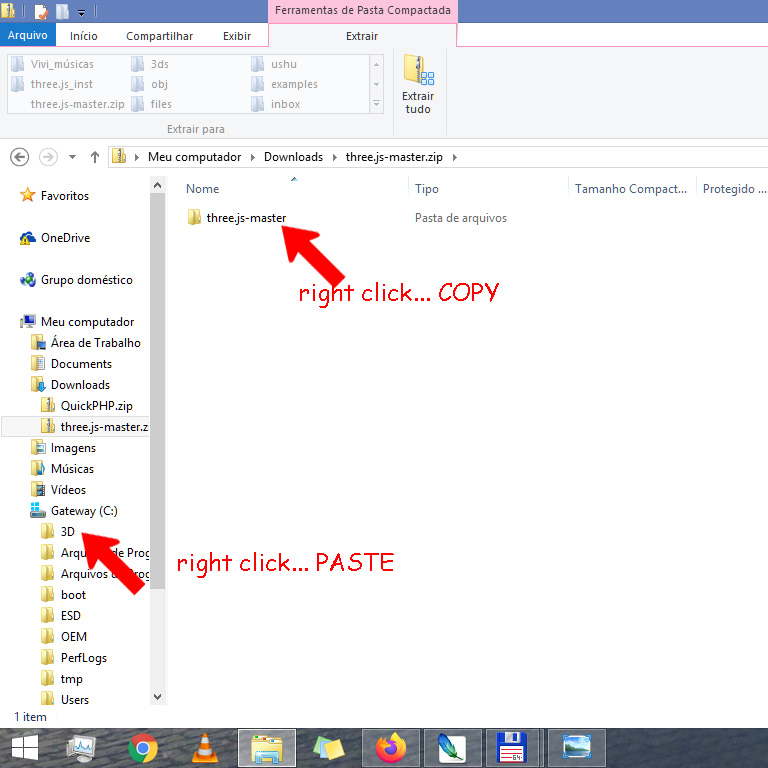 Ferramentas de Pasta Compactada
Arquivo Início Compartilhar Exibir Extrair
Vivi_músicas 3ds ushu
three.js_inst obj examples
three.js-master.zip files inbox
Extrair tudo
Extrair para
Meu computador Downloads three.js-master.zip
Nome Tipo Tamanho Compact... Protegido ...
Favoritos
three.js-master Pasta de arquivos
OneDrive
Grupo doméstico
right click... COPY
Meu computador
Área de Trabalho
Documents
Downloads
QuickPHP.zip
three.js-master.z
Imagens
Músicas
Vídeos
Gateway (C:)
3D
Arqu de Prog
right click... PASTE
Arquivos d Prog
boot
ESD
OEM
PerfLogs
tmp
Users
1 item
64